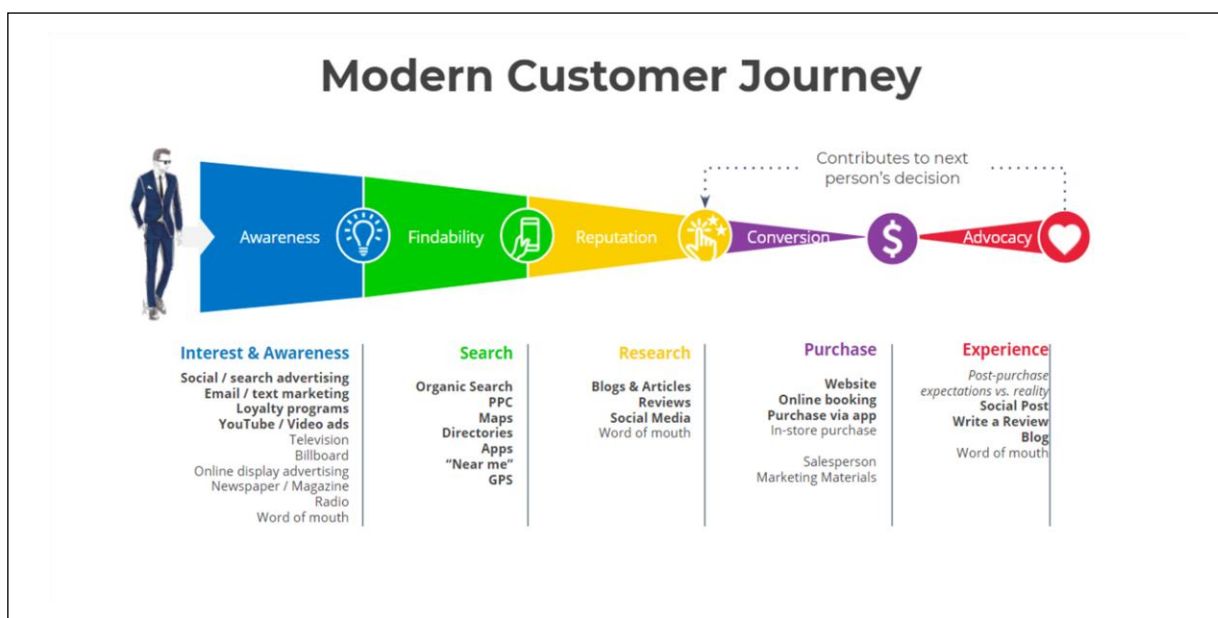 Modern Customer Journey
Contributes to next
person's decision
Awareness
Findability
Reputation
Conversion
$
Advocacy
Interest & Awareness
Social / search advertising
Email / text marketing
Loyalty programs
YouTube / Video ads
Television
Billboard
Online display advertising
Newspaper / Magazine
Radio
Word of mouth
Search
Organic Search
PPC
Maps
Directories
Apps
“Near me”
GPS
Research
Blogs & Articles
Reviews
Social Media
Word of mouth
Purchase
Website
Online booking
Purchase via app
In-store purchase
Salesperson
Marketing Materials
Experience
Post-purchase
expectations vs. reality
Social Post
Write a Review
Blog
Word of mouth